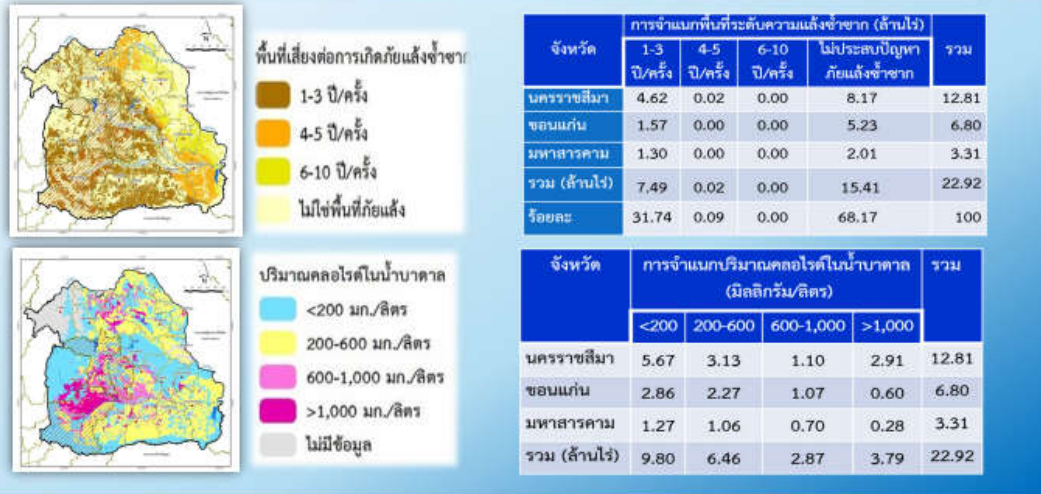 พื้นที่เสี่ยงต่อการเกิดภัยแล้งซ้ำซาก
1-3 ปี/ครั้ง
4-5 ปี/ครั้ง
6-10 ปี/ครั้ง
ไม่ใช่พื้นที่ภัยแล้ง
จังหวัด การจำแนกพื้นที่ระดับความแล้งซ้ำซาก (ล้านไร่) รวม
1-3 4-5 6-10 ไม่ประสบปัญหา
ปี/ครั้ง ปี/ครั้ง ปี/ครั้ง ภัยแล้งซ้ำซาก
นครราชสีมา 4.62 0.02 0.00 8.17 12.81
ขอนแก่น 1.57 0.00 0.00 5.23 6.80
มหาสารคาม 1.30 0.00 0.00 2.01 3.31
รวม (ล้านไร่) 7.49 0.02 0.00 15.41 22.92
ร้อยละ 31.74 0.09 0.00 68.17 100
ปริมาณคลอไรด์ในน้ำบาดาล
<200 มก./ลิตร
200-600 มก./ลิตร
600-1,000 มก./ลิตร
>1,000 มก./ลิตร
ไม่มีข้อมูล
จังหวัด การจำแนกปริมาณคลอไรด์ในน้ำบาดาล รวม
(มิลลิกรัม/ลิตร)
<200 200-600 600-1,000 >1,000
นครราชสีมา 5.67 3.13 1.10 2.91 12.81
ขอนแก่น 2.86 2.27 1.07 0.60 6.80
มหาสารคาม 1.27 1.06 0.70 0.28 3.31
รวม (ล้านไร่) 9.80 6.46 2.87 3.79 22.92